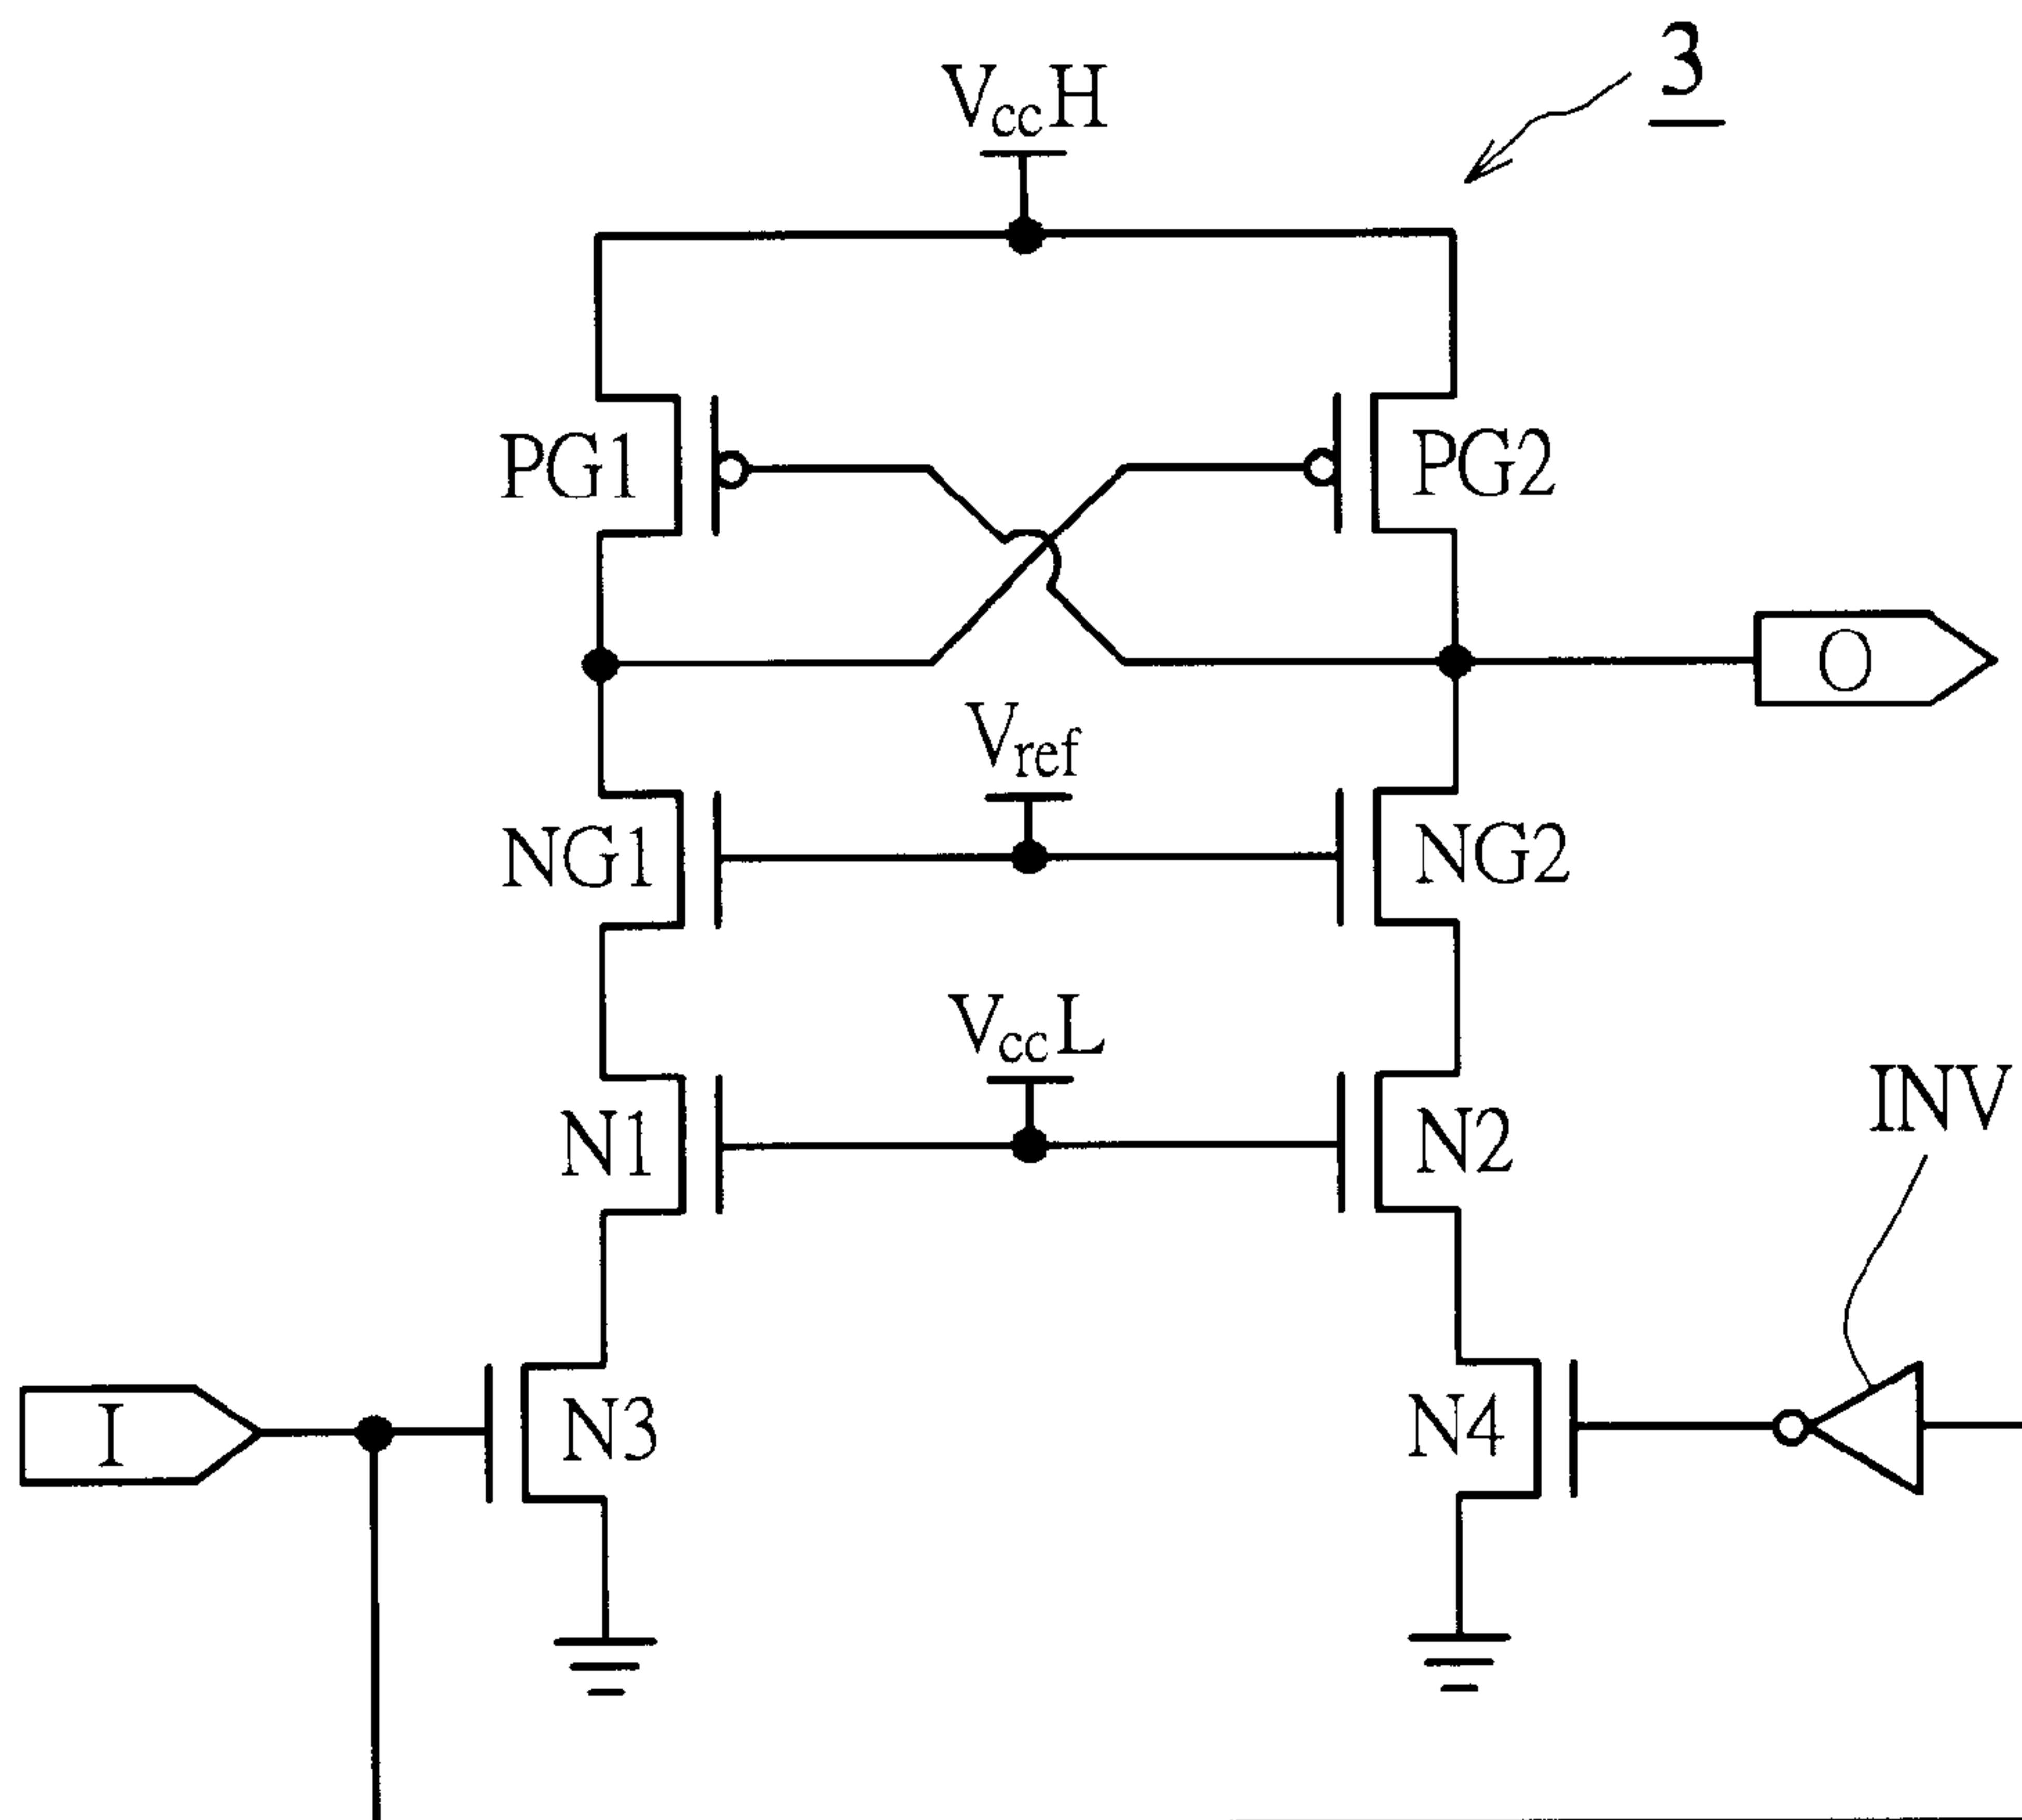 3
VccH
PG1
PG2
O
Vref
NG1
NG2
VccL
INV
N1
N2
I
N3
N4